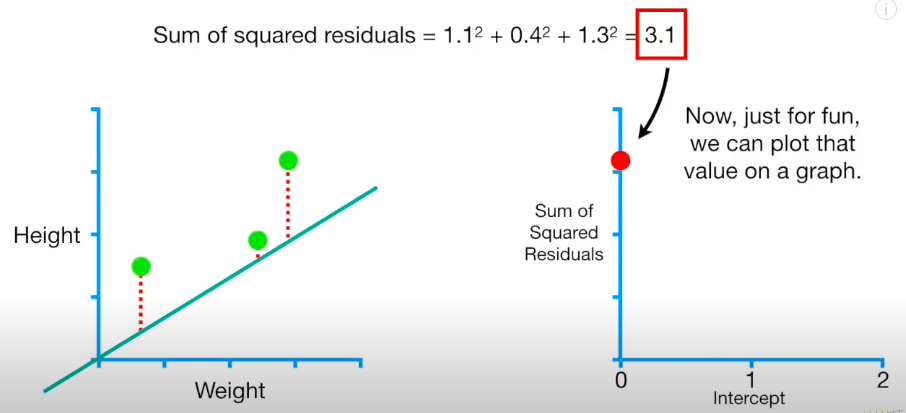 Sum of squared residuals = 1.1² + 0.4² + 1.3² = 3.1
Now, just for fun,
we can plot that
value on a graph.
Height
Weight
Sum of
Squared
Residuals
0 1 2
Intercept
i